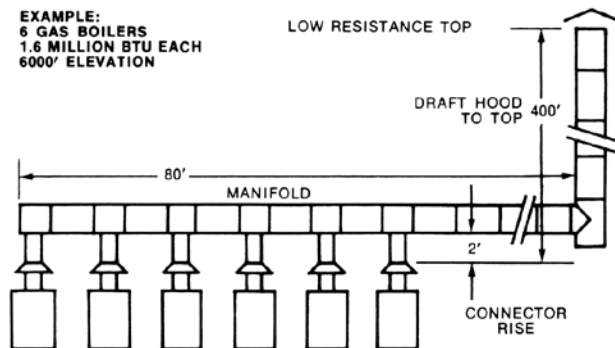 EXAMPLE:
6 GAS BOILERS
1.6 MILLION BTU EACH
6000' ELEVATION
LOW RESISTANCE TOP
DRAFT HOOD
TO TOP
400'
80'
MANIFOLD
2'
CONNECTOR
RISE